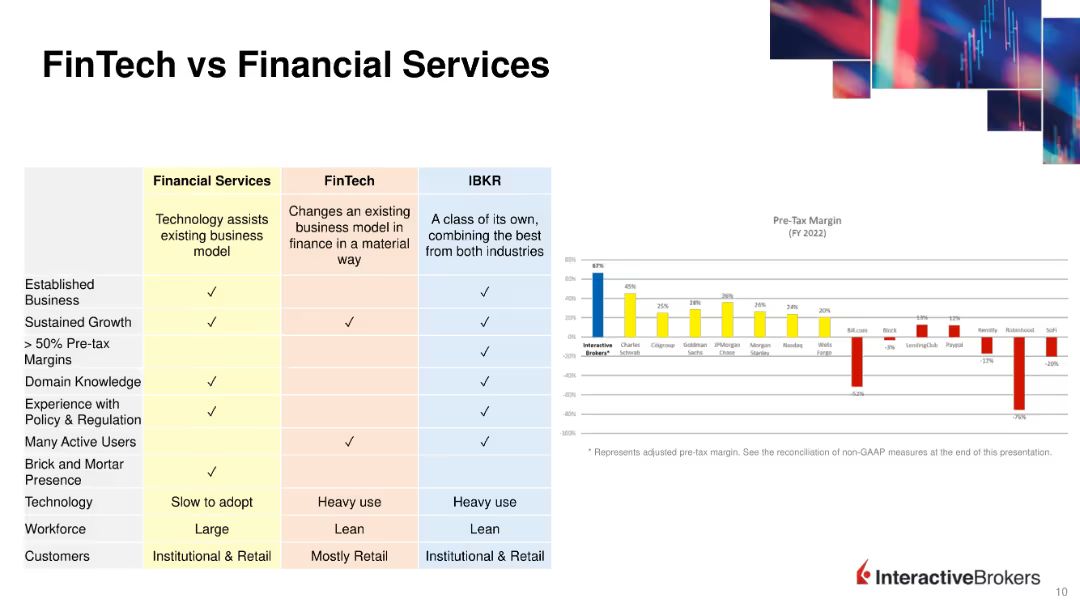 FinTech vs Financial Services
Financial Services FinTech IBKR
Technology assists existing business model
Changes an existing business model in finance in a material way
A class of its own, combining the best from both industries
Established Business ✓ ✓
Sustained Growth ✓ ✓ ✓
> 50% Pre-tax Margins ✓
Domain Knowledge ✓ ✓
Experience with Policy & Regulation ✓ ✓
Many Active Users ✓ ✓
Brick and Mortar Presence ✓
Technology Slow to adopt Heavy use Heavy use
Workforce Large Lean Lean
Customers Institutional & Retail Mostly Retail Institutional & Retail
Pre-Tax Margin
(FY 2022)
80%
60%
40%
20%
0%
-20%
-40%
-60%
-80%
-100%
67% 45% 25% 28% 36% 26% 24% 20% 13% 12%
Bill.com Block LendingClub Paypal Remitly Robinhood SoFi
Interactive Brokers* Charles Schwab Citigroup Goldman Sachs JPMorgan Chase Morgan Stanley Nasdaq Wells Fargo
-52% -3% -17% -75% -20%
* Represents adjusted pre-tax margin. See the reconciliation of non-GAAP measures at the end of this presentation.
InteractiveBrokers
10